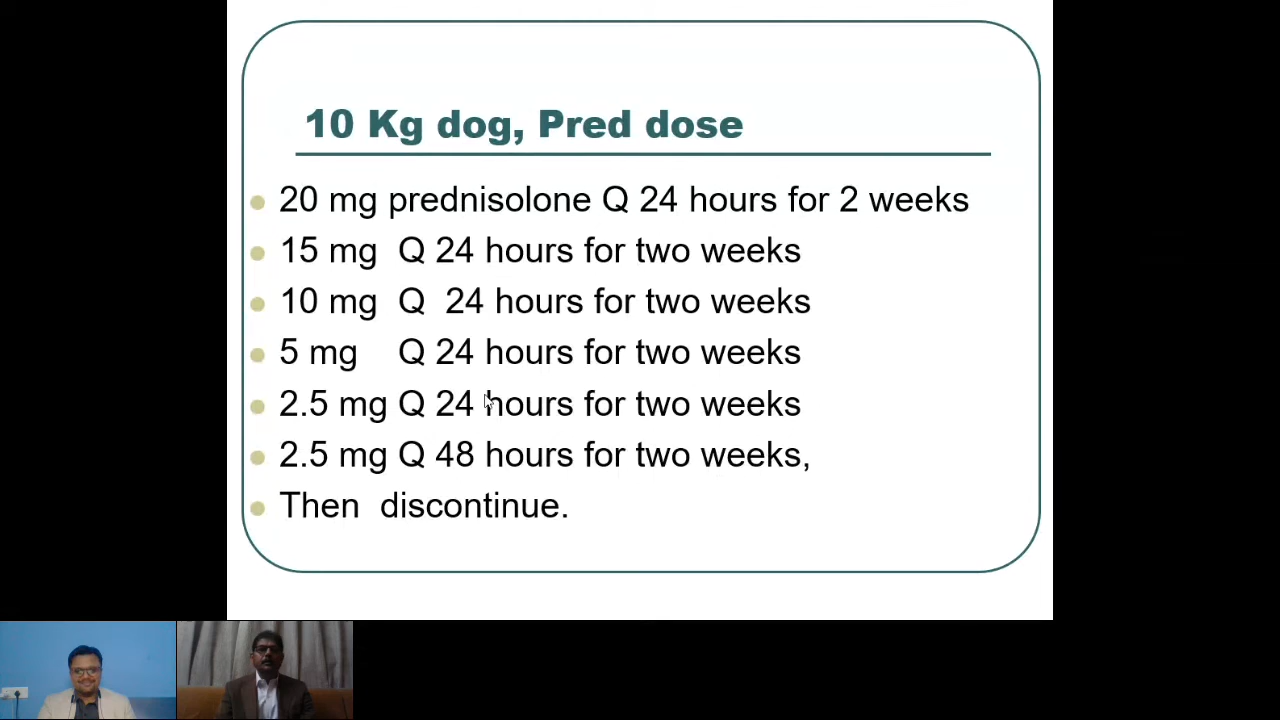 10 Kg dog, Pred dose
20 mg prednisolone Q 24 hours for 2 weeks
15 mg Q 24 hours for two weeks
10 mg Q 24 hours for two weeks
5 mg Q 24 hours for two weeks
2.5 mg Q 24 hours for two weeks
2.5 mg Q 48 hours for two weeks,
Then discontinue.